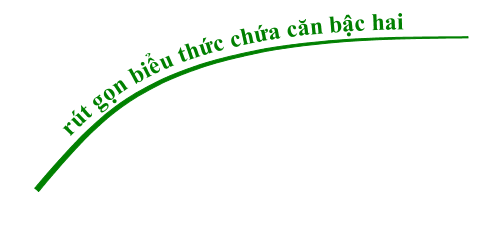 rút gọn biểu thức chứa căn bậc hai